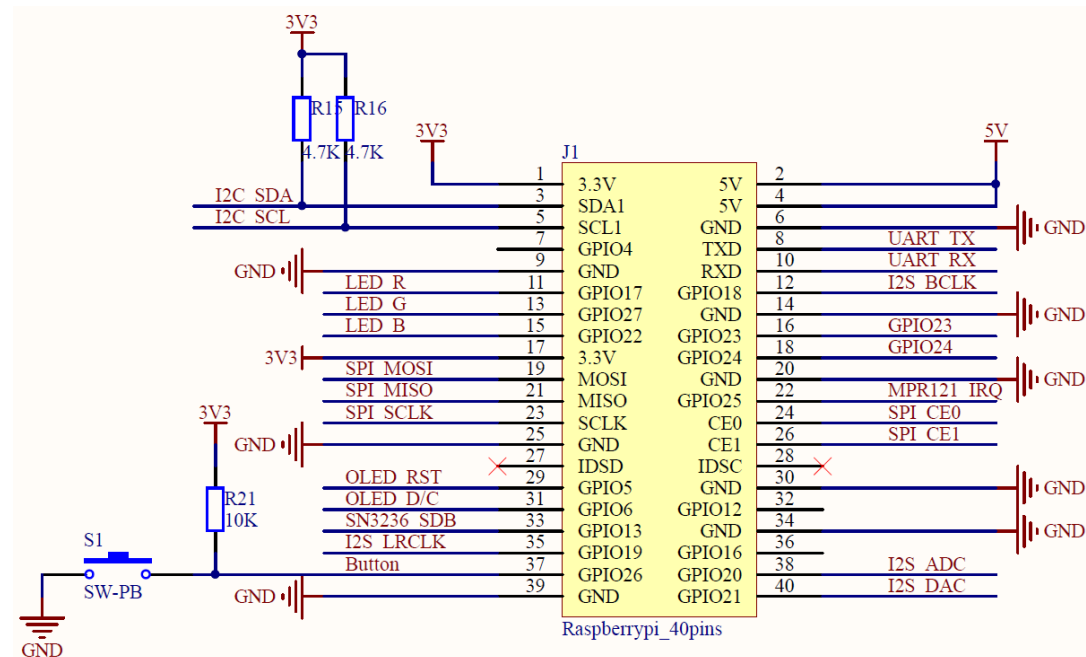 3V3
R15 R16
4.7K 4.7K
3V3
5V
J1
1 3.3V 5V 2
I2C_SDA 3 SDA1 5V 4
I2C_SCL 5 SCL1 GND 6 GND
7 GPIO4 TXD 8 UART_TX
GND 9 GND RXD 10 UART_RX
LED_R 11 GPIO17 GPIO18 12 I2S_BCLK
LED_G 13 GPIO27 GND 14 GND
LED_B 15 GPIO22 GPIO23 16 GPIO23
3V3 17 3.3V GPIO24 18 GPIO24
SPI_MOSI 19 MOSI GND 20 GND
SPI_MISO 21 MISO GPIO25 22 MPR121_IRQ
3V3 SPI_SCLK 23 SCLK CE0 24 SPI_CE0
GND 25 GND CE1 26 SPI_CE1
27 IDSD IDSC 28
OLED_RST 29 GPIO5 GND 30 GND
R21 OLED_D/C 31 GPIO6 GPIO12 32
10K SN3236_SDB 33 GPIO13 GND 34 GND
S1 I2S_LRCLK 35 GPIO19 GPIO16 36
Button 37 GPIO26 GPIO20 38 I2S_ADC
SW-PB GND 39 GND GPIO21 40 I2S_DAC
Raspberrypi_40pins
GND